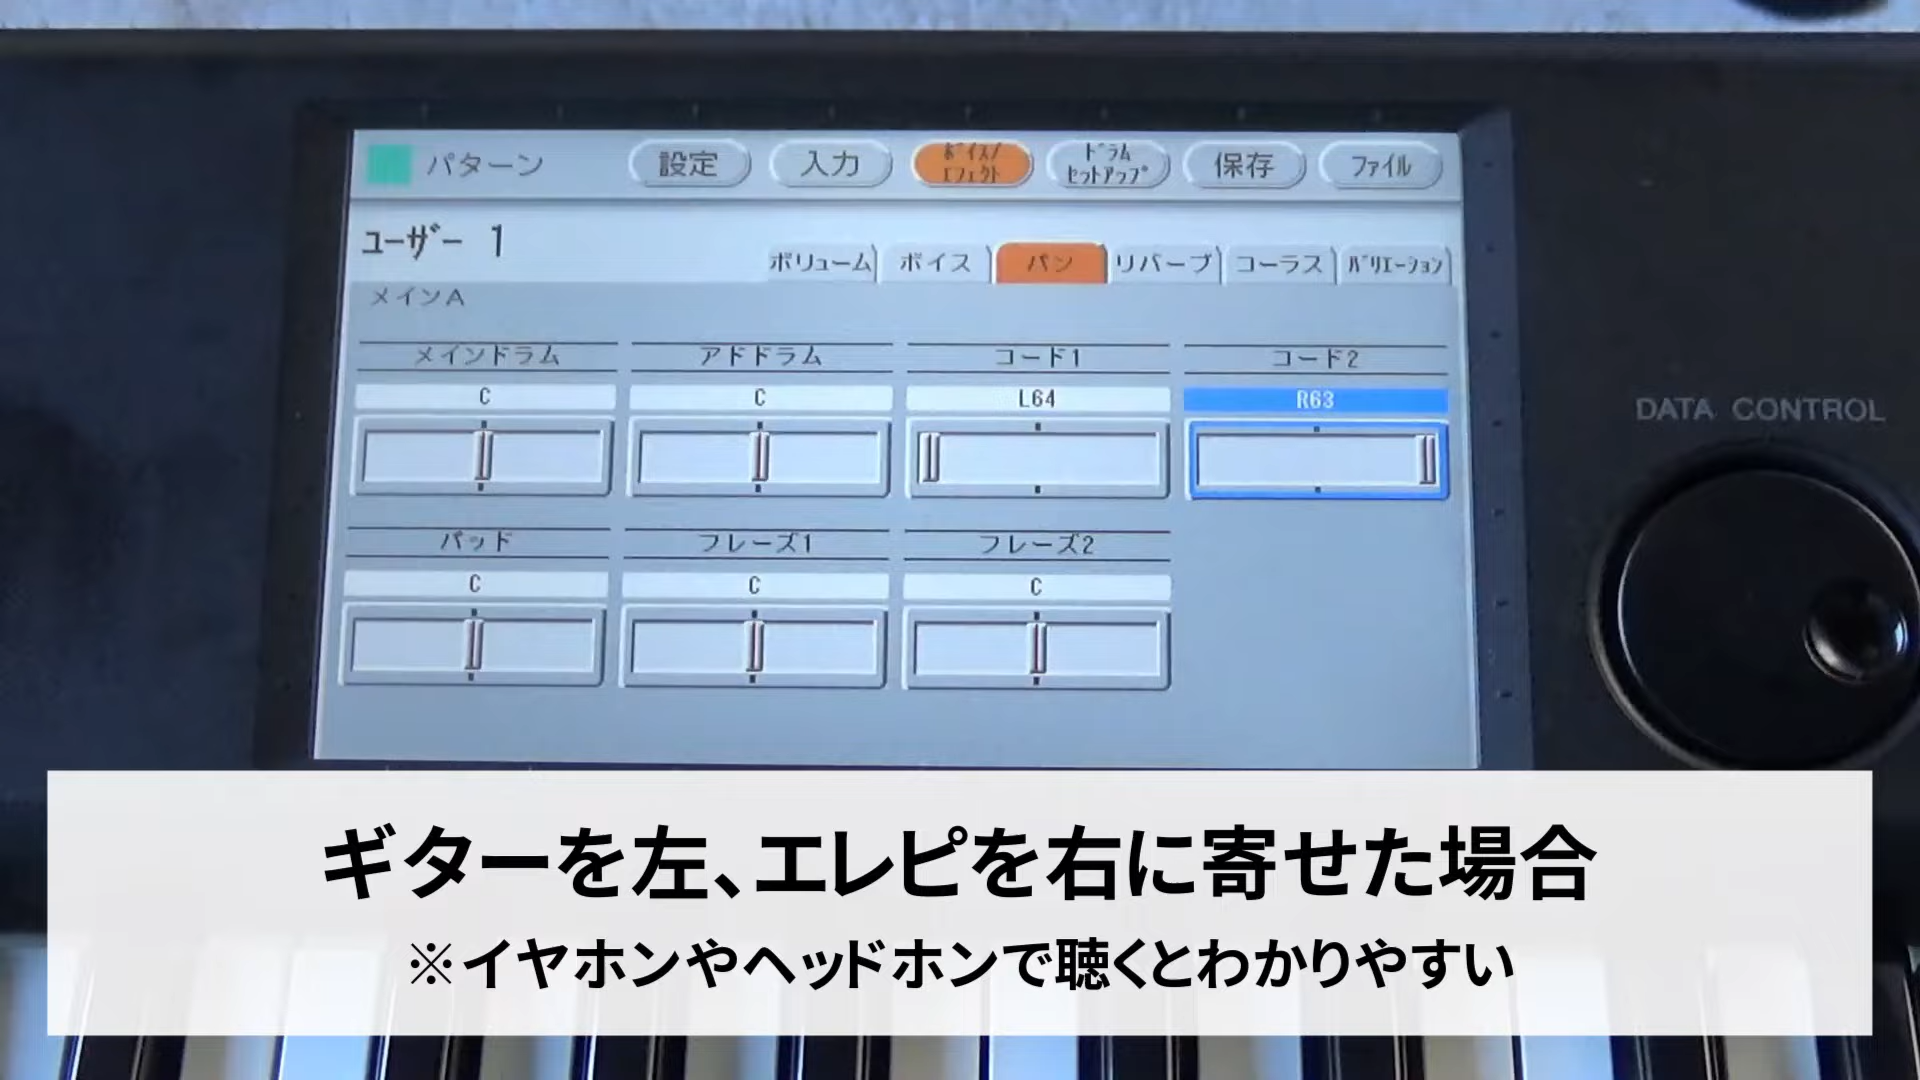 パターン 設定 入力 ボイス/エフェクト ドラムセットアップ 保存 ファイル
ユーザー 1
ボリューム ボイス パン リバーブ コーラス バリエーション
メインA
メインドラム アドドラム コード1 コード2
C C L64 R63
DATA CONTROL
パッド フレーズ1 フレーズ2
C C C
ギターを左、エレピを右に寄せた場合
※イヤホンやヘッドホンで聴くとわかりやすい